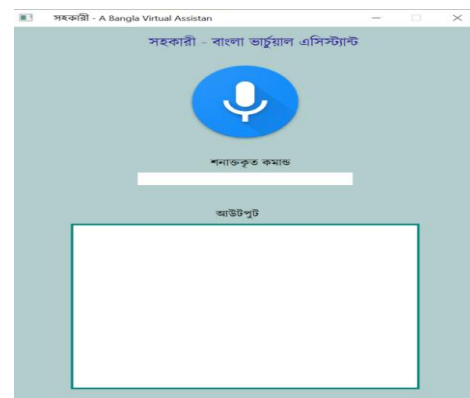 সহকারী - A Bangla Virtual Assistan
সহকারী - বাংলা ভার্চুয়াল এসিস্ট্যান্ট
শনাক্তকৃত কমান্ড
আউটপুট